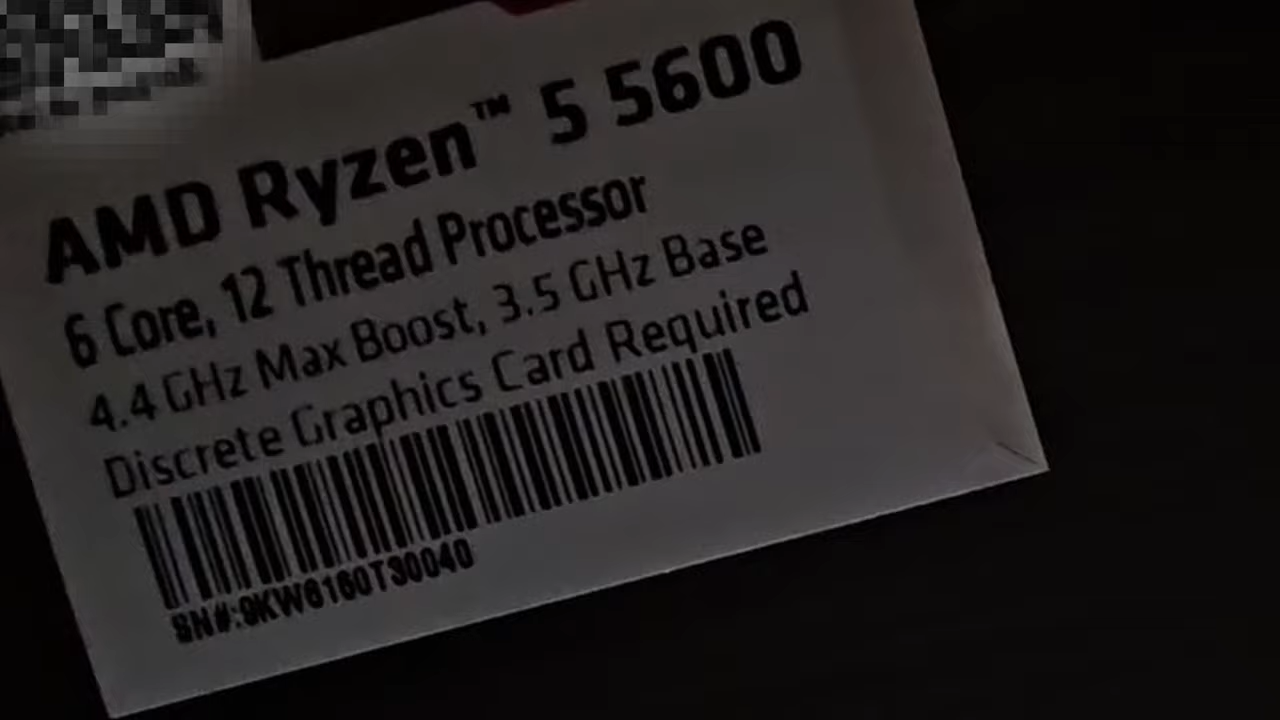 AMD Ryzen™ 5 5600
6 Core, 12 Thread Processor
4.4 GHz Max Boost, 3.5 GHz Base
Discrete Graphics Card Required